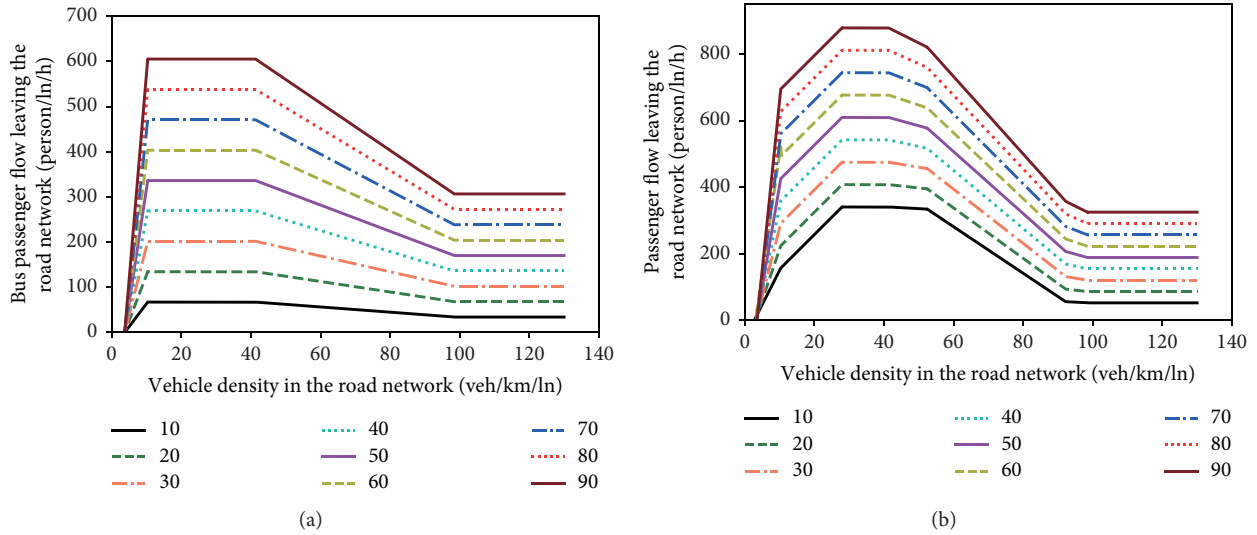 700
600
500
400
300
200
100
0
Bus passenger flow leaving the
road network (person/ln/h)
0 20 40 60 80 100 120 140
Vehicle density in the road network (veh/km/ln)
10 40 70
20 50 80
30 60 90
(a)
800
600
400
200
0
Passenger flow leaving the
road network (person/ln/h)
0 20 40 60 80 100 120 140
Vehicle density in the road network (veh/km/ln)
10 40 70
20 50 80
30 60 90
(b)